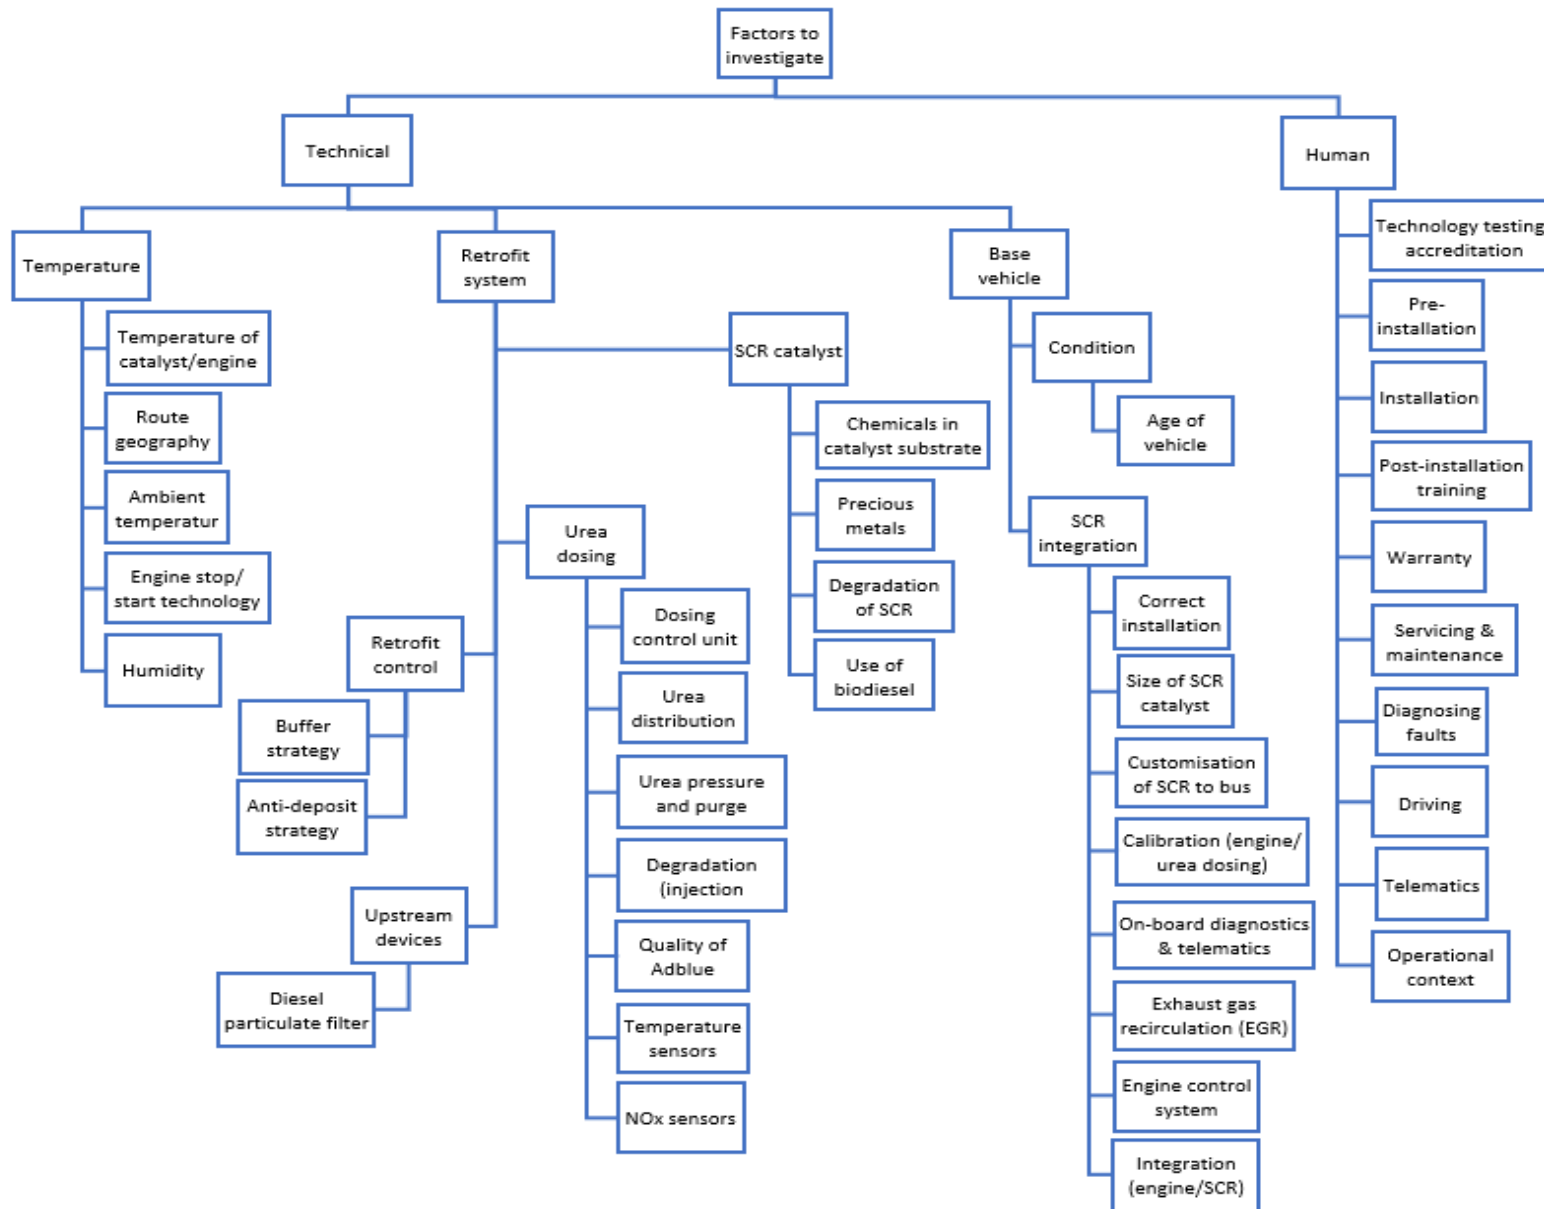 Factors to
investigate
Technical
Human
Temperature
Temperature of
catalyst/engine
Route
geography
Ambient
temperatur
Engine stop/
start technology
Humidity
Retrofit
system
SCR catalyst
Chemicals in
catalyst substrate
Precious
metals
Degradation
of SCR
Use of
biodiesel
Urea
dosing
Dosing
control unit
Urea
distribution
Urea pressure
and purge
Degradation
(injection
Quality of
Adblue
Temperature
sensors
NOx sensors
Retrofit
control
Buffer
strategy
Anti-deposit
strategy
Upstream
devices
Diesel
particulate filter
Base
vehicle
Condition
Age of
vehicle
SCR
integration
Correct
installation
Size of SCR
catalyst
Customisation
of SCR to bus
Calibration (engine/
urea dosing)
On-board diagnostics
& telematics
Exhaust gas
recirculation (EGR)
Engine control
system
Integration
(engine/SCR)
Technology testing
accreditation
Pre-
installation
Installation
Post-installation
training
Warranty
Servicing &
maintenance
Diagnosing
faults
Driving
Telematics
Operational
context